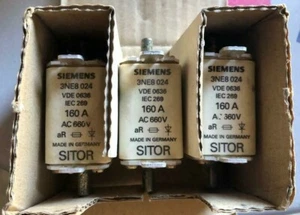 SIEMENS
3NE8 024
VDE 0636
IEC 269
160 A
AC 660V
aR
MADE IN GERMANY
SITOR
SIEMENS
3NE8 024
VDE 0636
IEC 269
160 A
AC 660V
aR
MADE IN GERMANY
SITOR
SIEMENS
3NE8 024
VDE 0636
IEC 269
160 A
aR
MADE IN GERMANY
SITOR